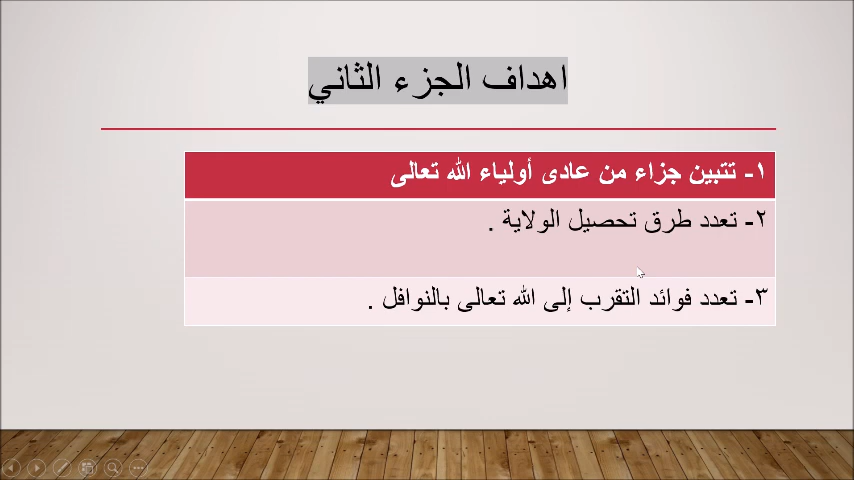 اهداف الجزء الثاني
١- تتبين جزاء من عادى أولياء الله تعالى
٢- تعدد طرق تحصيل الولاية .
٣- تعدد فوائد التقرب إلى الله تعالى بالنوافل .